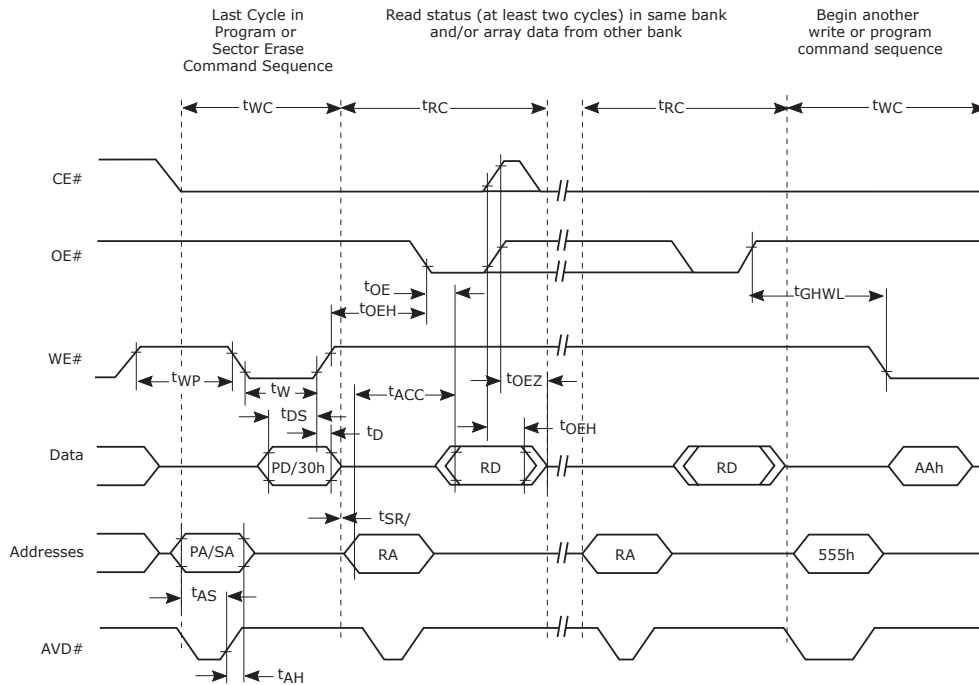 Last Cycle in
Program or
Sector Erase
Command Sequence
Read status (at least two cycles) in same bank
and/or array data from other bank
Begin another
write or program
command sequence
tWC
tRC
tRC
tWC
CE#
OE#
tOE
tOEH
tGHWL
WE#
tWP
tW
tACC
tOEZ
tDS
tD
tOEH
Data
PD/30h
RD
RD
AAh
tSR/
Addresses
PA/SA
RA
RA
555h
tAS
AVD#
tAH